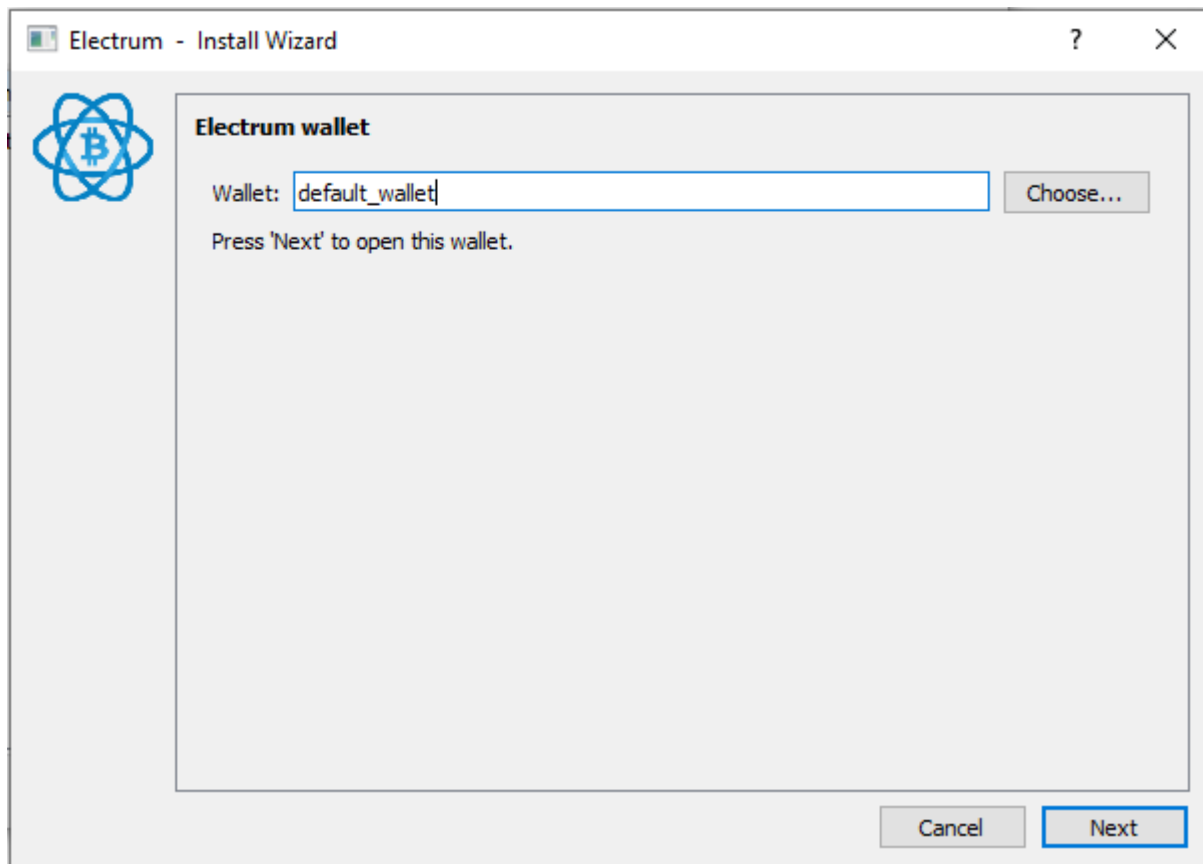 Electrum - Install Wizard
Electrum wallet
Wallet: default_wallet Choose...
Press 'Next' to open this wallet.
Cancel Next